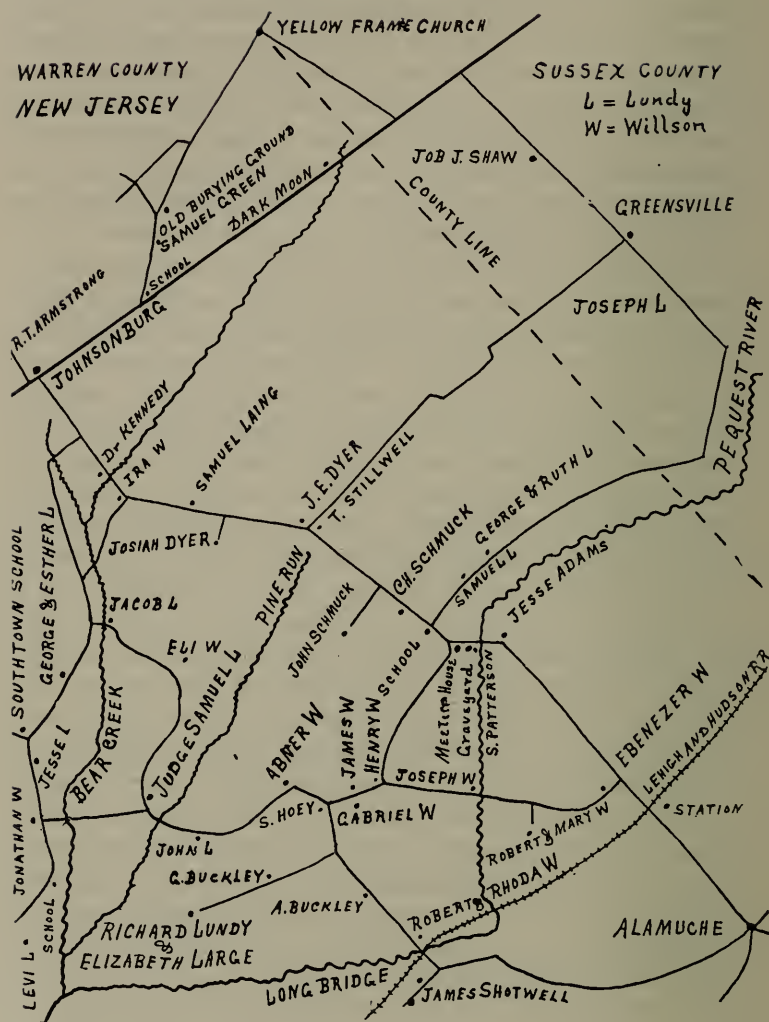 YELLOW FRAME CHURCH
WARREN COUNTY
NEW JERSEY
SUSSEX COUNTY
L = Lundy
W = Willson
JOB J. SHAW
OLD BURYING GROUND
SAMUEL GREEN
DARK MOON
COUNTY LINE
GREENSVILLE
SCHOOL
R.T. ARMSTRONG
JOHNSONBURG
JOSEPH L
PEQUEST RIVER
Dr KENNEDY
IRA W
SAMUEL LAING
J.E. DYER
T. STILLWELL
GEORGE & RUTH L
CH. SCHMUCK
SAMUEL L
JOSIAH DYER
JESSE ADAMS
SOUTHTOWN SCHOOL
GEORGE & ESTHER L
JACOB L
PINE RUN
JOHN SCHMUCK
ELI W
SCHOOL
MEETING HOUSE
Graveyard
S. PATTERSON
JUDGE SAMUEL L
BEAR CREEK
JESSE L
ABNER W
JAMES W
HENRY W
EBENEZER W
LEHIGH AND HUDSON RR
JOSEPH W
STATION
JONATHAN W
S. HOEY
GABRIEL W
ROBERT & MARY W
JOHN L
G. BUCKLEY
A. BUCKLEY
ROBERT & RHODA W
SCHOOL
RICHARD LUNDY
&
ELIZABETH LARGE
ALAMUCHE
LEVI L
LONG BRIDGE
JAMES SHOTWELL